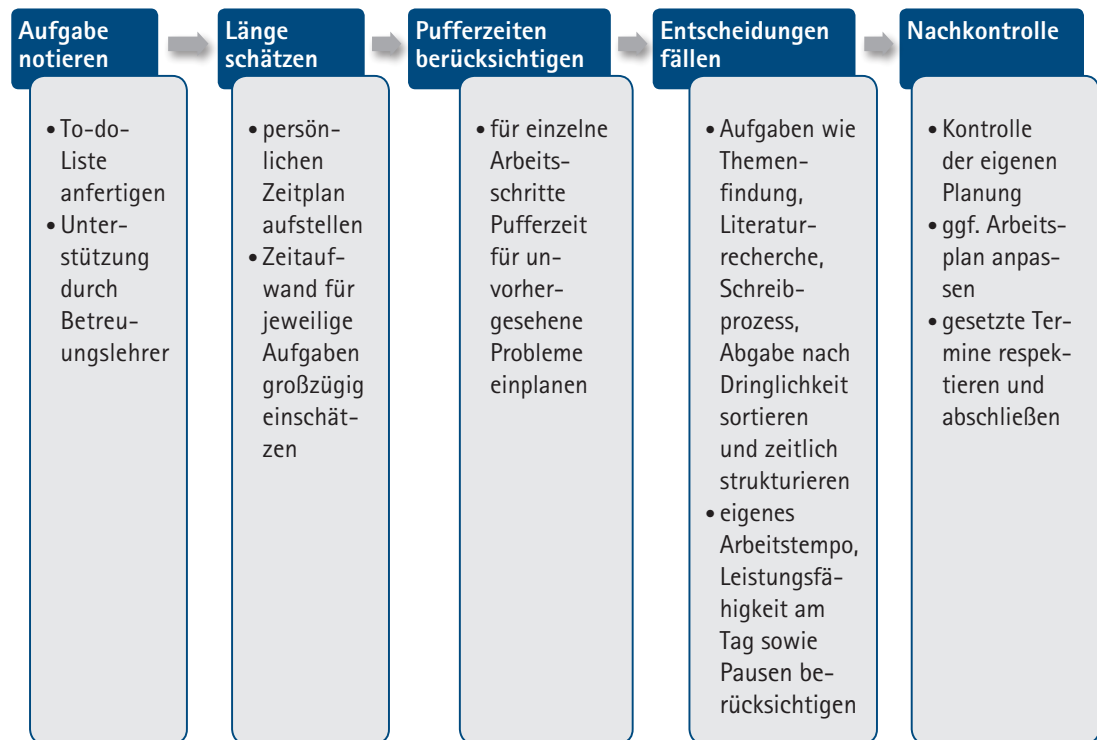 Aufgabe
notieren
• To-do-
Liste
anfertigen
• Unter-
stützung
durch
Betreu-
ungslehrer
Länge
schätzen
• persön-
lichen
Zeitplan
aufstellen
• Zeitauf-
wand für
jeweilige
Aufgaben
großzügig
einschät-
zen
Pufferzeiten
berücksichtigen
• für einzelne
Arbeits-
schritte
Pufferzeit
für un-
vorher-
gesehene
Probleme
einplanen
Entscheidungen
fällen
• Aufgaben wie
Themen-
findung,
Literatur-
recherche,
Schreib-
prozess,
Abgabe nach
Dringlichkeit
sortieren
und zeitlich
strukturieren
• eigenes
Arbeitstempo,
Leistungsfä-
higkeit am
Tag sowie
Pausen be-
rücksichtigen
Nachkontrolle
• Kontrolle
der eigenen
Planung
• ggf. Arbeits-
plan anpas-
sen
• gesetzte Ter-
mine respek-
tieren und
abschließen